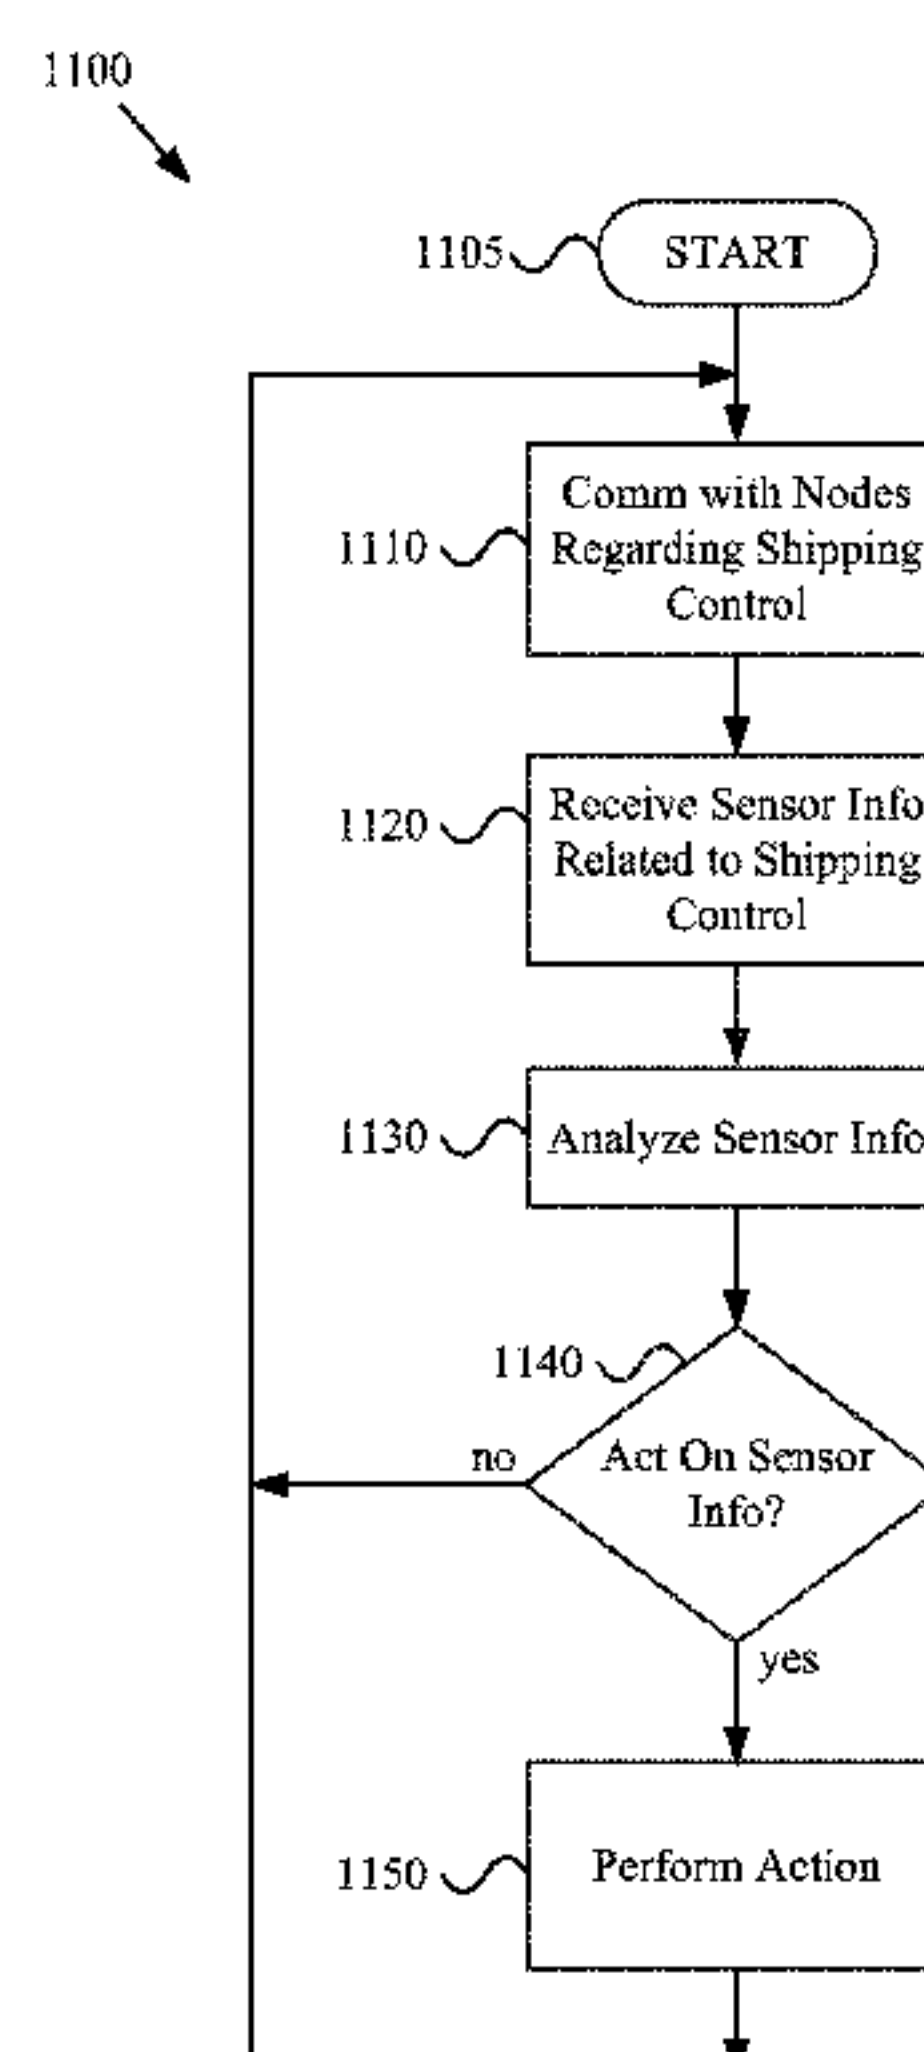 1100
1105
START
1110
Comm with Nodes
Regarding Shipping
Control
1120
Receive Sensor Info
Related to Shipping
Control
1130
Analyze Sensor Info
1140
no
Act On Sensor
Info?
yes
1150
Perform Action